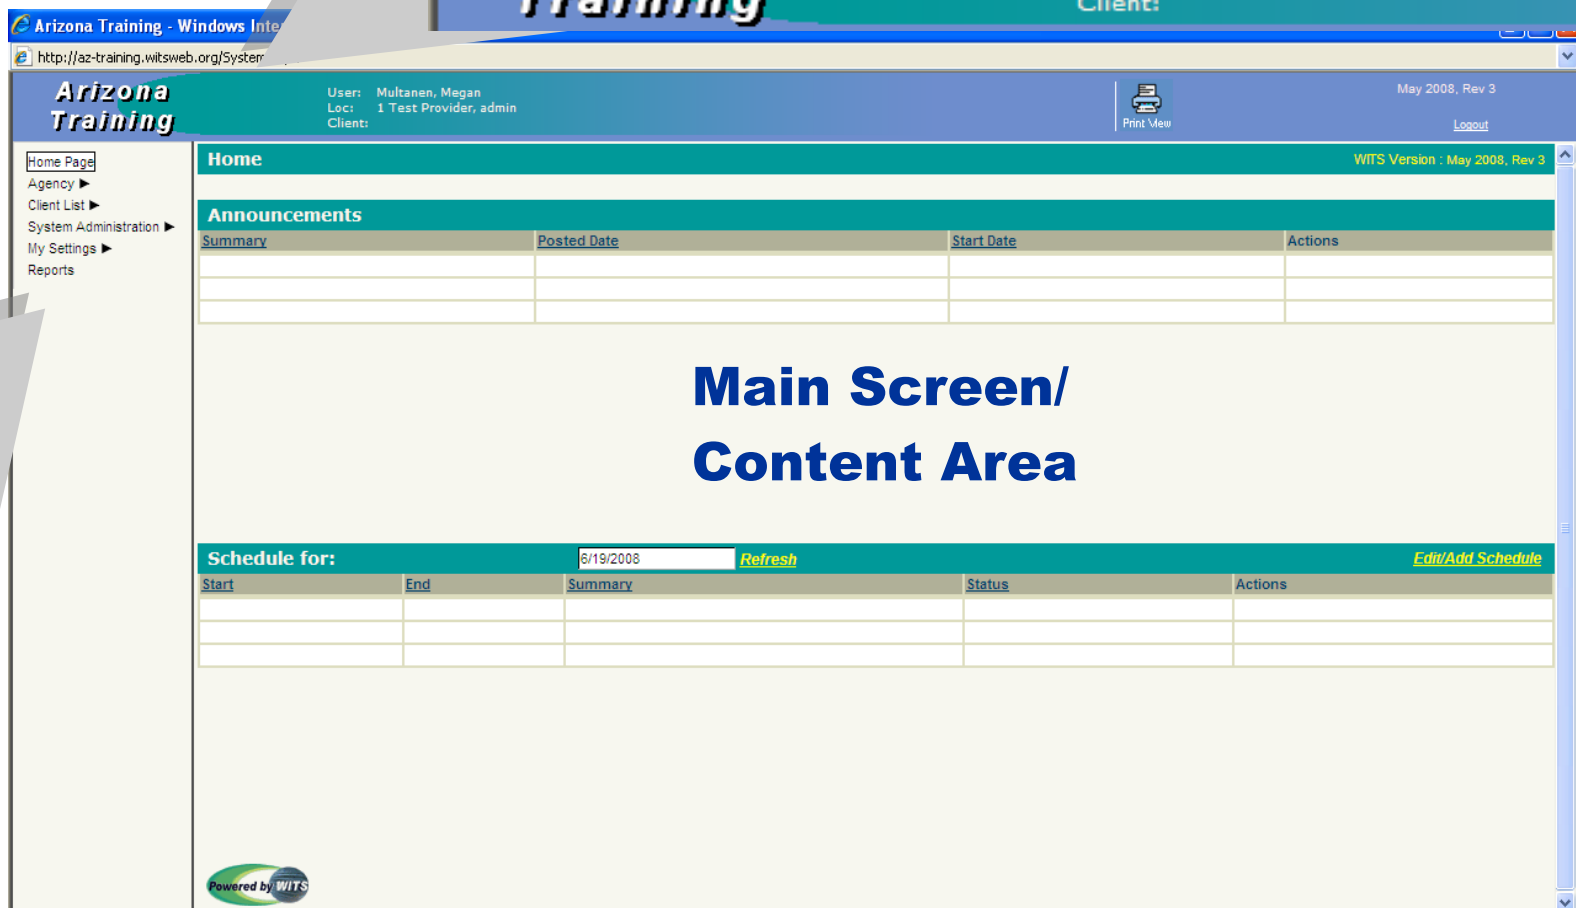 Training
Client:
Arizona Training - Windows Inte
http://az-training.witsweb.org/System
Arizona
Training
User: Multanen, Megan
Loc: 1 Test Provider, admin
Client:
Print View
May 2008, Rev 3
Logout
Home Page
Agency ▶
Client List ▶
System Administration ▶
My Settings ▶
Reports
Home
WITS Version : May 2008, Rev 3
Announcements
Summary Posted Date Start Date Actions
Main Screen/
Content Area
Schedule for: 6/19/2008 Refresh Edit/Add Schedule
Start End Summary Status Actions
Powered by WITS